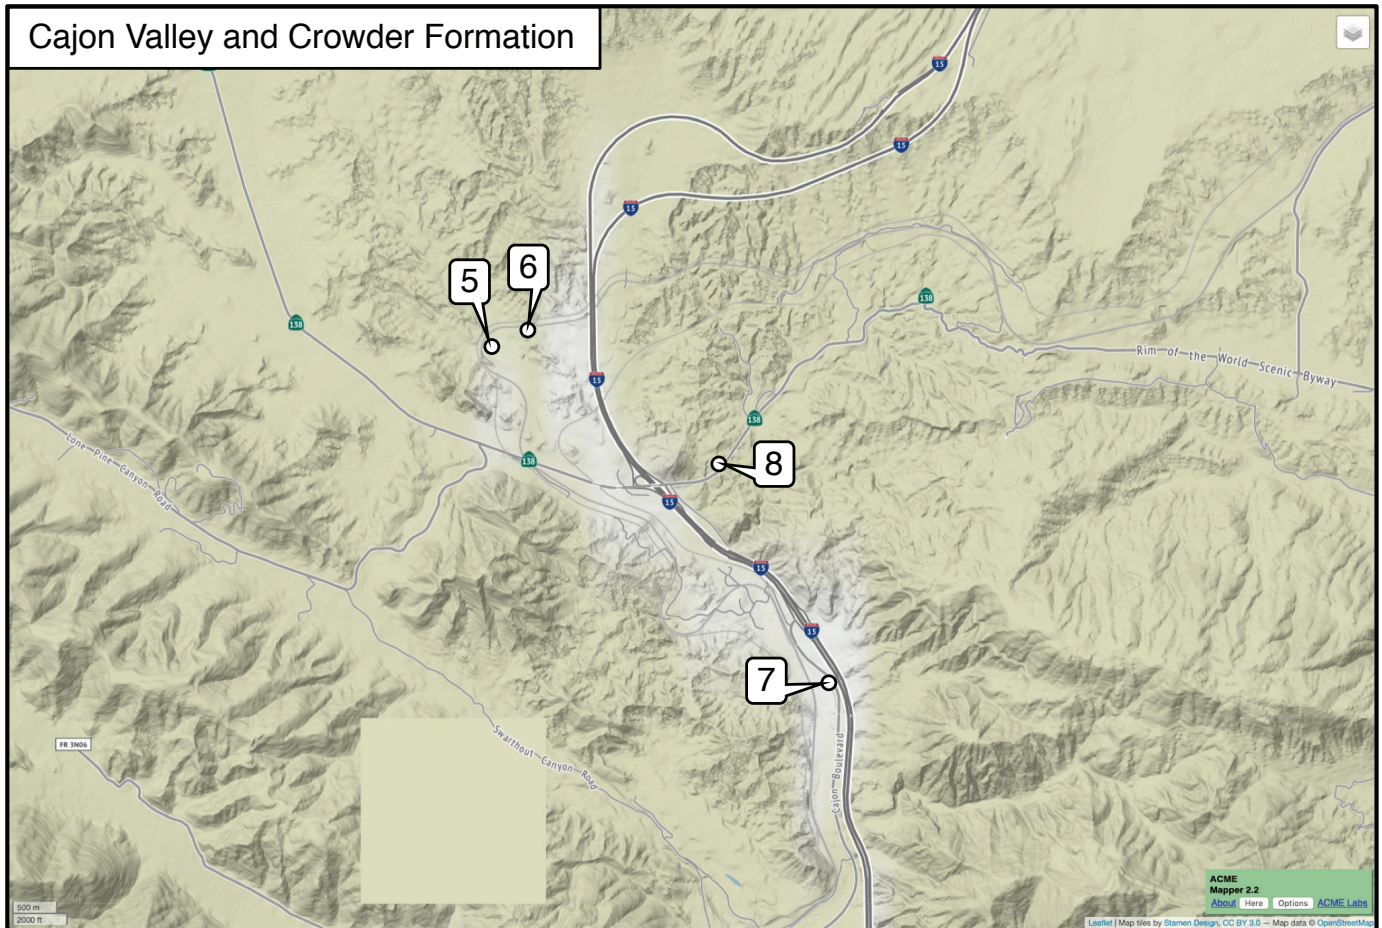 Cajon Valley and Crowder Formation
15
15
15
5
6
138
138
Rim of the World Scenic Byway
15
138
Lone Pine Canyon Road
138
8
15
15
15
7
FR 3N06
Swarthout Canyon Road
Cajon Boulevard
ACME
Mapper 2.2
About Here Options ACME Labs
500 m
2000 ft
Leaflet | Map tiles by Stamen Design, CC BY 3.0 — Map data © OpenStreetMap